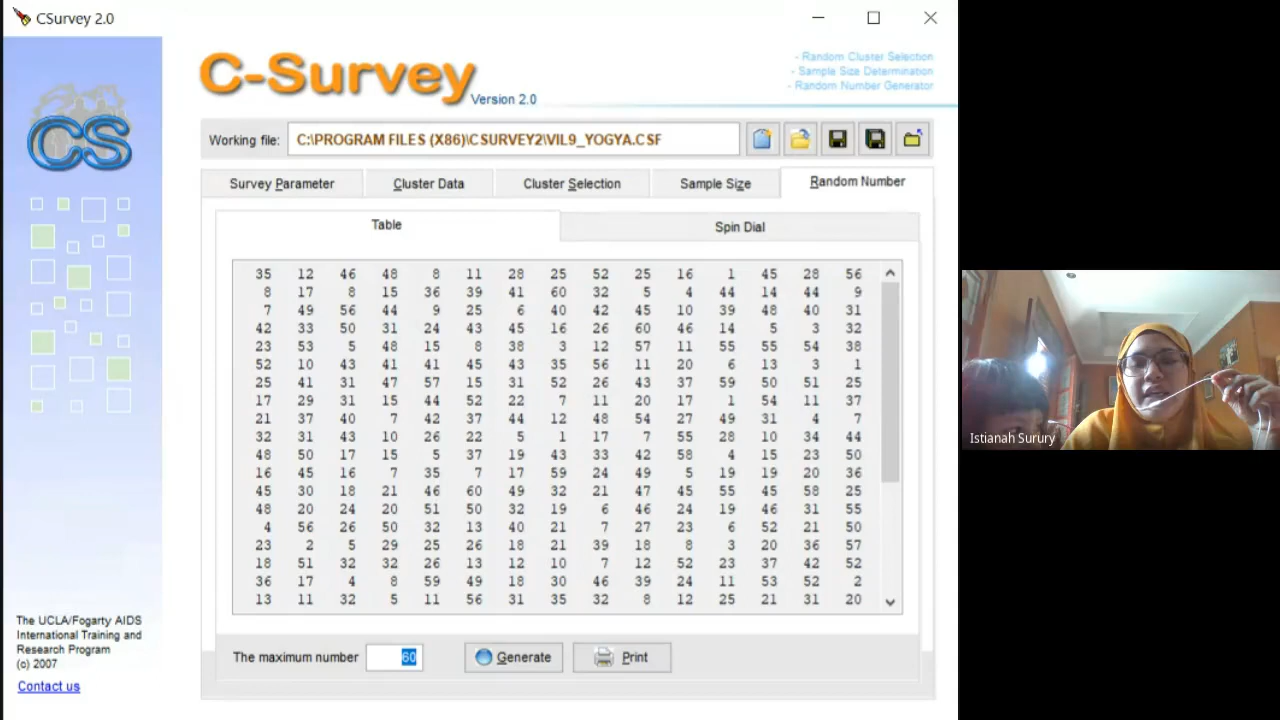 CSurvey 2.0
C-Survey
Version 2.0
- Random Cluster Selection
- Sample Size Determination
- Random Number Generator
CS
Working file: C:\PROGRAM FILES (X86)\CSURVEY2\VIL9_YOGYA.CSF
Survey Parameter Cluster Data Cluster Selection Sample Size Random Number
Table Spin Dial
35 12 46 48 8 11 28 25 52 25 16 1 45 28 56
8 17 8 15 36 39 41 60 32 5 4 44 14 44 9
7 49 56 44 9 25 6 40 42 45 10 39 48 40 31
42 33 50 31 24 43 45 16 26 60 46 14 5 3 32
23 53 5 48 15 8 38 3 12 57 11 55 55 54 38
52 10 43 41 41 45 43 35 56 11 20 6 13 3 1
25 41 31 47 57 15 31 52 26 43 37 59 50 51 25
17 29 31 15 44 52 22 7 11 20 17 1 54 11 37
21 37 40 7 42 37 44 12 48 54 27 49 31 4 7
32 31 43 10 26 22 5 1 17 7 55 28 10 34 44
48 50 17 15 5 37 19 43 33 42 58 4 15 23 50
16 45 16 7 35 7 17 59 24 49 5 19 19 20 36
45 30 18 21 46 60 49 32 21 47 45 55 45 58 25
48 20 24 20 51 50 32 19 6 46 24 19 46 31 55
4 56 26 50 32 13 40 21 7 27 23 6 52 21 50
23 2 5 29 25 26 18 21 39 18 8 3 20 36 57
18 51 32 32 26 13 12 10 7 12 52 23 37 42 52
36 17 4 8 59 49 18 30 46 39 24 11 53 52 2
13 11 32 5 11 56 31 35 32 8 12 25 21 31 20
The maximum number 60 Generate Print
The UCLA/Fogarty AIDS
International Training and
Research Program
(c) 2007
Contact us
Istianah Surury